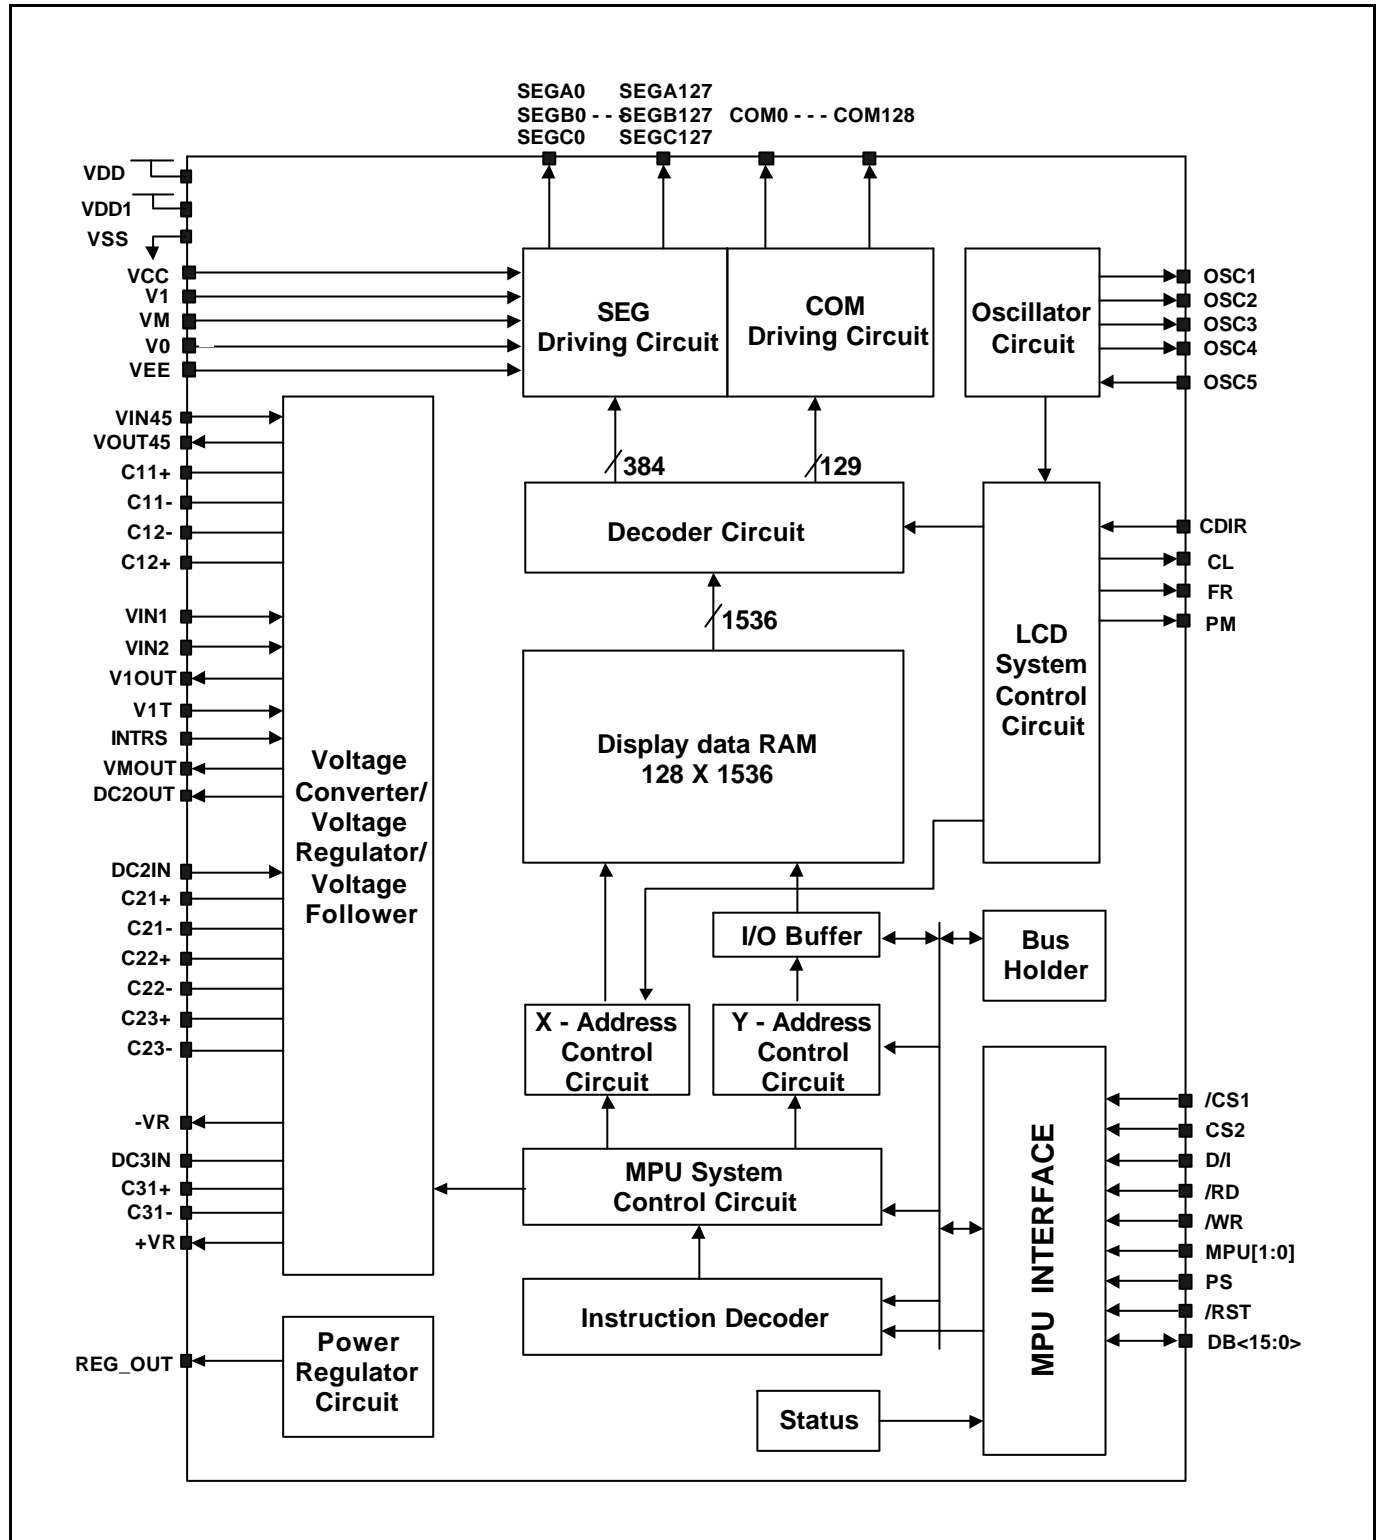 SEGA0 SEGA127
SEGB0 - - - SEGB127 COM0 - - - COM128
SEGC0 SEGC127
VDD
VDD1
VSS
VCC
V1
VM
V0
VEE
SEG
Driving Circuit
COM
Driving Circuit
Oscillator
Circuit
OSC1
OSC2
OSC3
OSC4
OSC5
VIN45
VOUT45
C11+
C11-
C12-
C12+
VIN1
VIN2
V1OUT
V1T
INTRS
VMOUT
DC2OUT
DC2IN
C21+
C21-
C22+
C22-
C23+
C23-
-VR
DC3IN
C31+
C31-
+VR
REG_OUT
Voltage
Converter/
Voltage
Regulator/
Voltage
Follower
384
129
Decoder Circuit
1536
Display data RAM
128 X 1536
LCD
System
Control
Circuit
CDIR
CL
FR
PM
I/O Buffer
Bus
Holder
X - Address
Control
Circuit
Y - Address
Control
Circuit
MPU System
Control Circuit
Instruction Decoder
MPU INTERFACE
/CS1
CS2
D/I
/RD
/WR
MPU[1:0]
PS
/RST
DB<15:0>
Power
Regulator
Circuit
Status